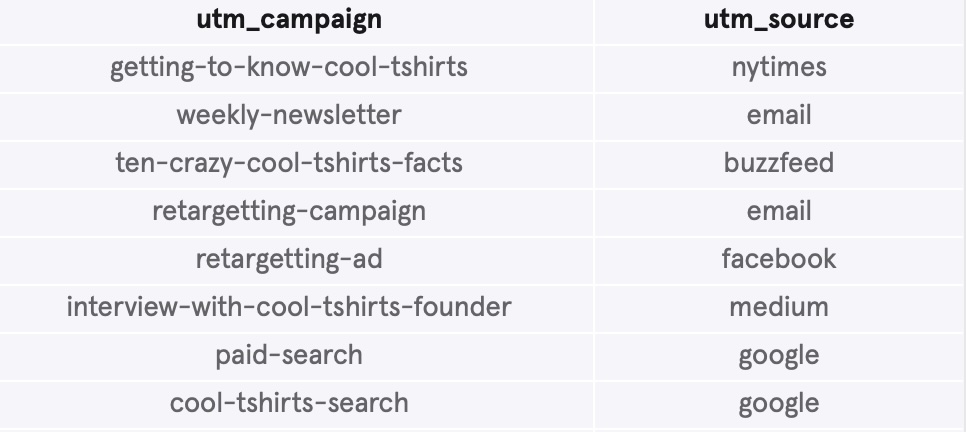 utm_campaign utm_source
getting-to-know-cool-tshirts nytimes
weekly-newsletter email
ten-crazy-cool-tshirts-facts buzzfeed
retargetting-campaign email
retargetting-ad facebook
interview-with-cool-tshirts-founder medium
paid-search google
cool-tshirts-search google